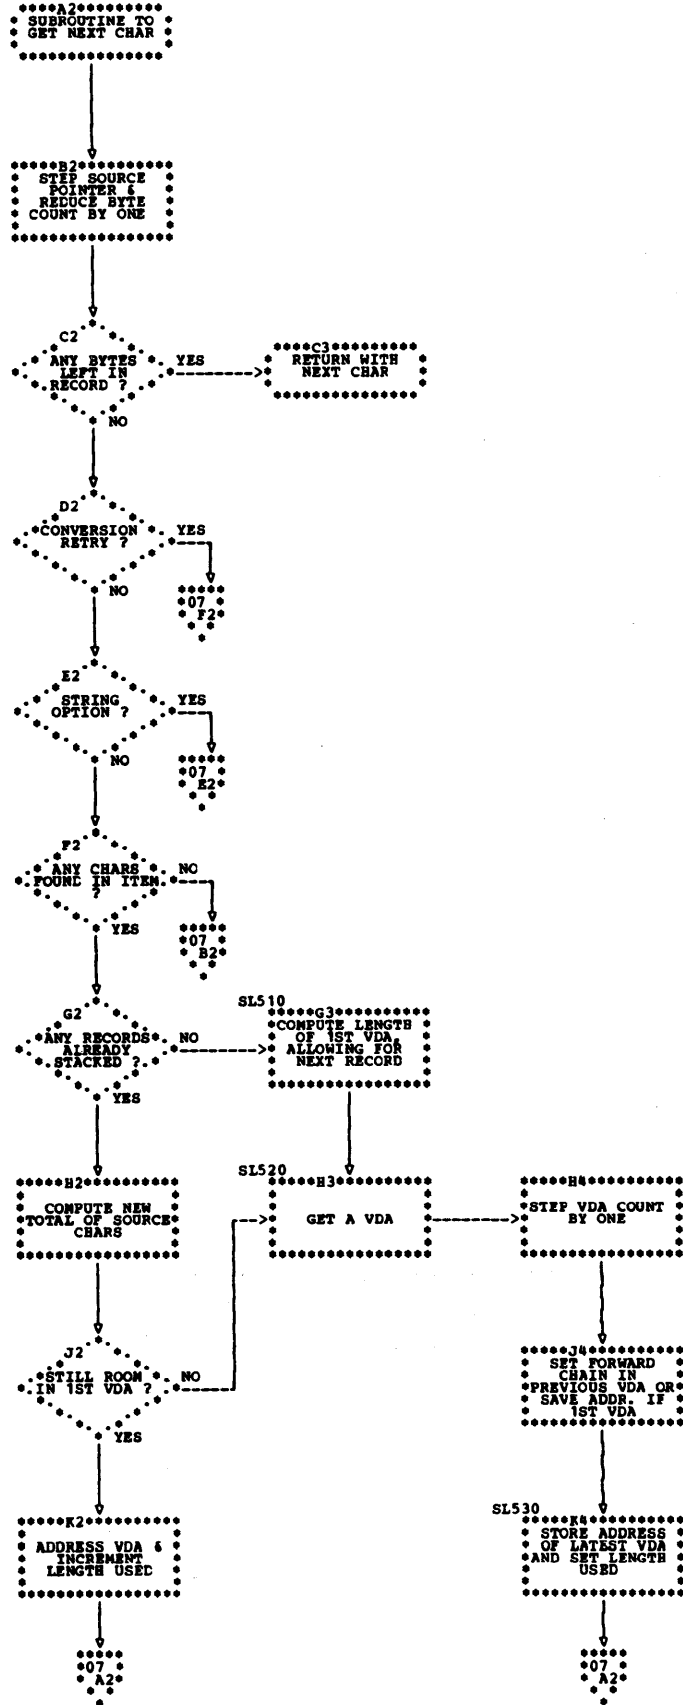 A2
SUBROUTINE TO
GET NEXT CHAR
B2
STEP SOURCE
POINTER &
REDUCE BYTE
COUNT BY ONE
C2
ANY BYTES
LEFT IN
RECORD ?
YES
NO
C3
RETURN WITH
NEXT CHAR
D2
CONVERSION
RETRY ?
YES
NO
07
F2
E2
STRING
OPTION ?
YES
NO
07
E2
F2
ANY CHARS
FOUND IN ITEM
?
NO
YES
07
B2
G2
ANY RECORDS
ALREADY
STACKED ?
NO
YES
SL510
G3
COMPUTE LENGTH
OF 1ST VDA,
ALLOWING FOR
NEXT RECORD
H2
COMPUTE NEW
TOTAL OF SOURCE
CHARS
SL520
H3
GET A VDA
H4
STEP VDA COUNT
BY ONE
J2
STILL ROOM
IN 1ST VDA ?
NO
YES
J4
SET FORWARD
CHAIN IN
PREVIOUS VDA OR
SAVE ADDR. IF
1ST VDA
K2
ADDRESS VDA &
INCREMENT
LENGTH USED
SL530
K4
STORE ADDRESS
OF LATEST VDA
AND SET LENGTH
USED
07
A2
07
A2